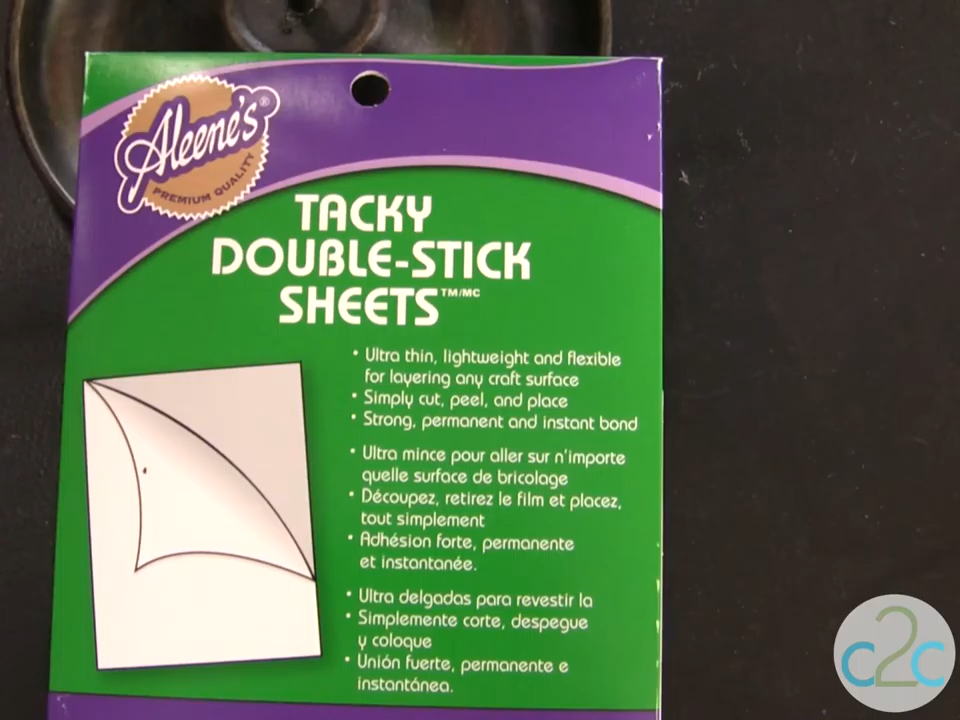 Aleene's®
PREMIUM QUALITY
TACKY
DOUBLE-STICK
SHEETS™/MC
• Ultra thin, lightweight and flexible
for layering any craft surface
• Simply cut, peel, and place
• Strong, permanent and instant bond
• Ultra mince pour aller sur n'importe
quelle surface de bricolage
• Découpez, retirez le film et placez,
tout simplement
• Adhésion forte, permanente
et instantanée.
• Ultra delgadas para revestir la
• Simplemente corte, despegue
y coloque
• Unión fuerte, permanente e
instantánea.
c2c